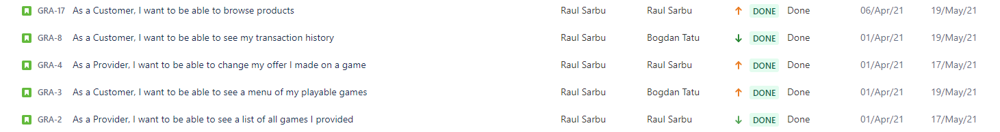 GRA-17 As a Customer, I want to be able to browse products Raul Sarbu Raul Sarbu DONE Done 06/Apr/21 19/May/21
GRA-8 As a Customer, I want to be able to see my transaction history Raul Sarbu Bogdan Tatu DONE Done 01/Apr/21 19/May/21
GRA-4 As a Provider, I want to be able to change my offer I made on a game Raul Sarbu Raul Sarbu DONE Done 01/Apr/21 17/May/21
GRA-3 As a Customer, I want to be able to see a menu of my playable games Raul Sarbu Bogdan Tatu DONE Done 01/Apr/21 19/May/21
GRA-2 As a Provider, I want to be able to see a list of all games I provided Raul Sarbu Raul Sarbu DONE Done 01/Apr/21 17/May/21